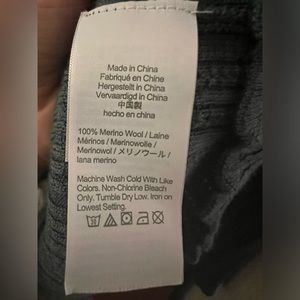 Made in China
Fabriqué en Chine
Hergestellt in China
Vervaardigd in China
中国製
hecho en china
100% Merino Wool / Laine
Mérinos / Merinowolle /
Merinowol / メリノウール /
lana merino
Machine Wash Cold With Like
Colors. Non-Chlorine Bleach
Only. Tumble Dry Low. Iron on
Lowest Setting.